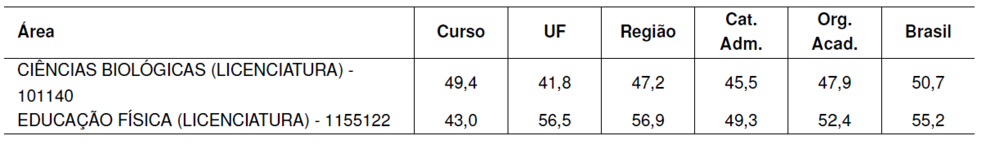 Área Curso UF Região Cat. Adm. Org. Acad. Brasil
CIÊNCIAS BIOLÓGICAS (LICENCIATURA) -
101140 49,4 41,8 47,2 45,5 47,9 50,7
EDUCAÇÃO FÍSICA (LICENCIATURA) - 1155122 43,0 56,5 56,9 49,3 52,4 55,2